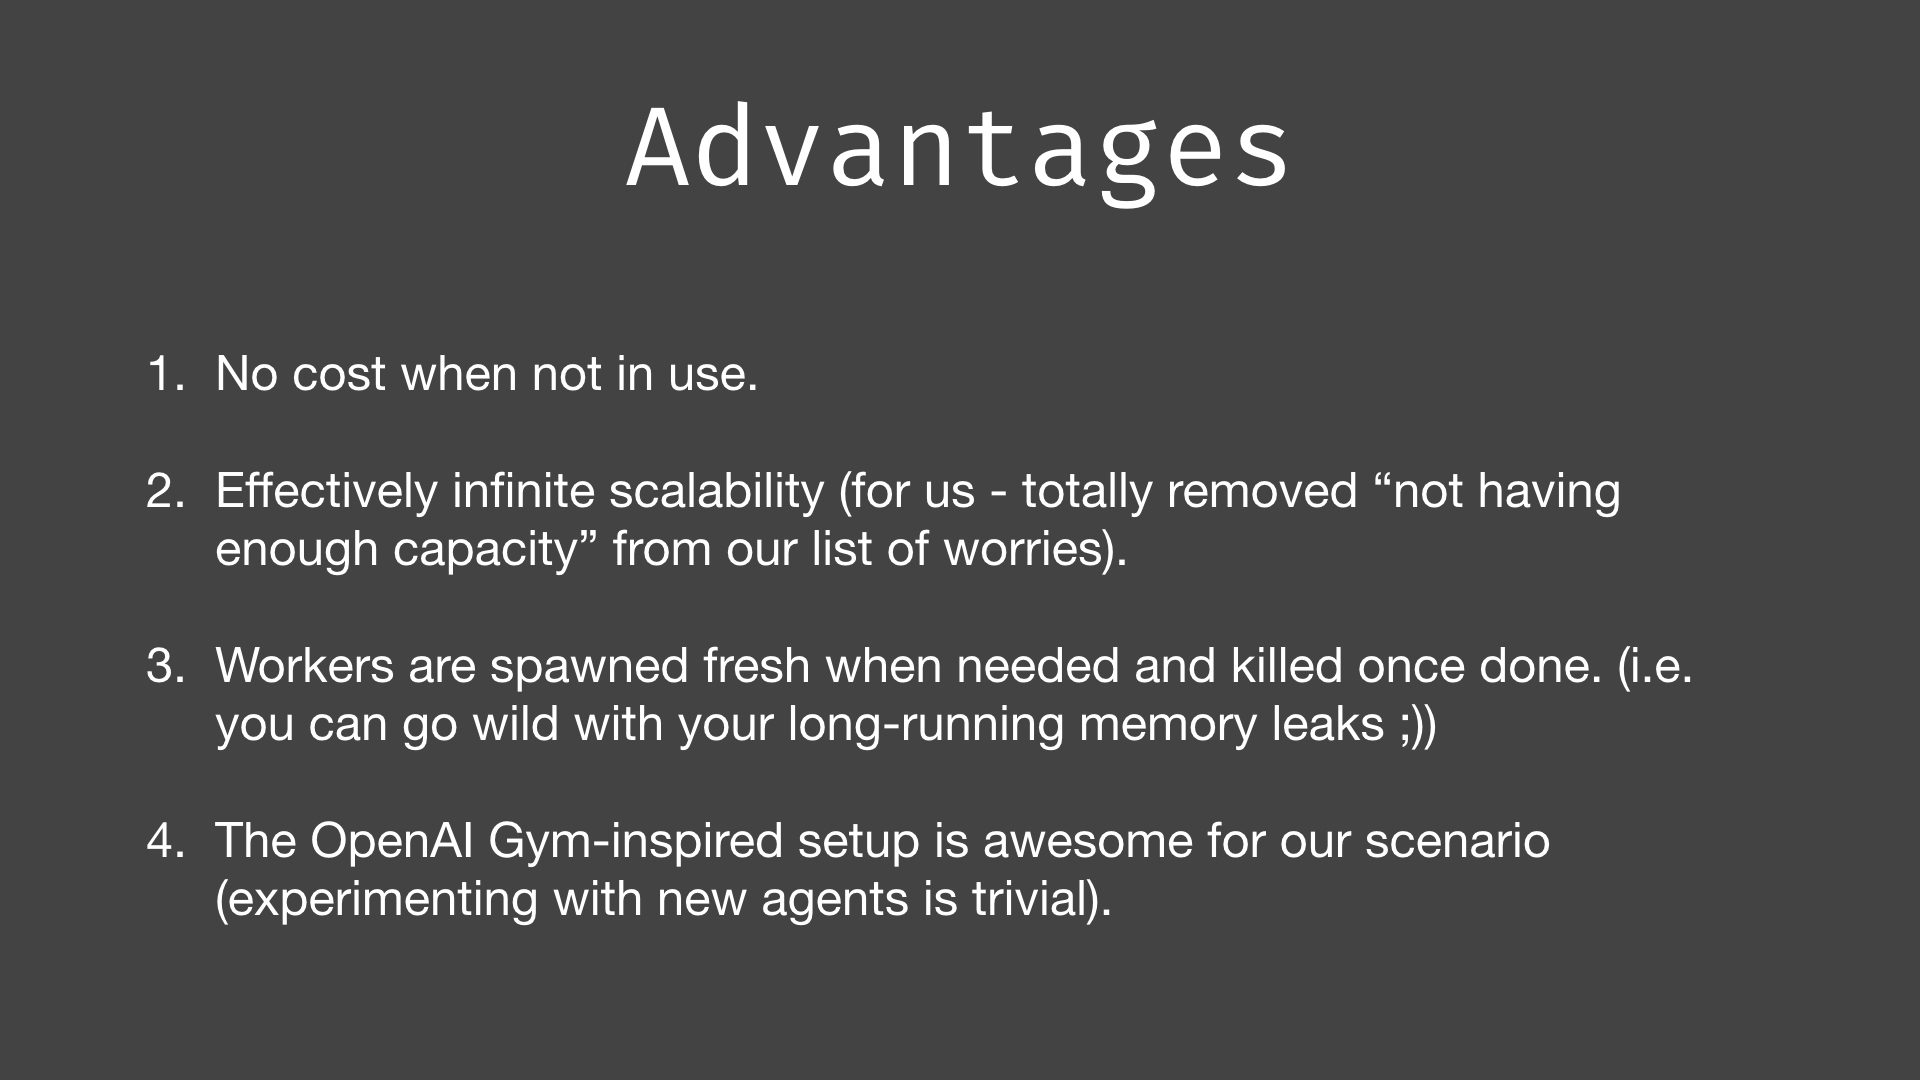 Advantages
1. No cost when not in use.
2. Effectively infinite scalability (for us - totally removed “not having
enough capacity” from our list of worries).
3. Workers are spawned fresh when needed and killed once done. (i.e.
you can go wild with your long-running memory leaks ;))
4. The OpenAI Gym-inspired setup is awesome for our scenario
(experimenting with new agents is trivial).